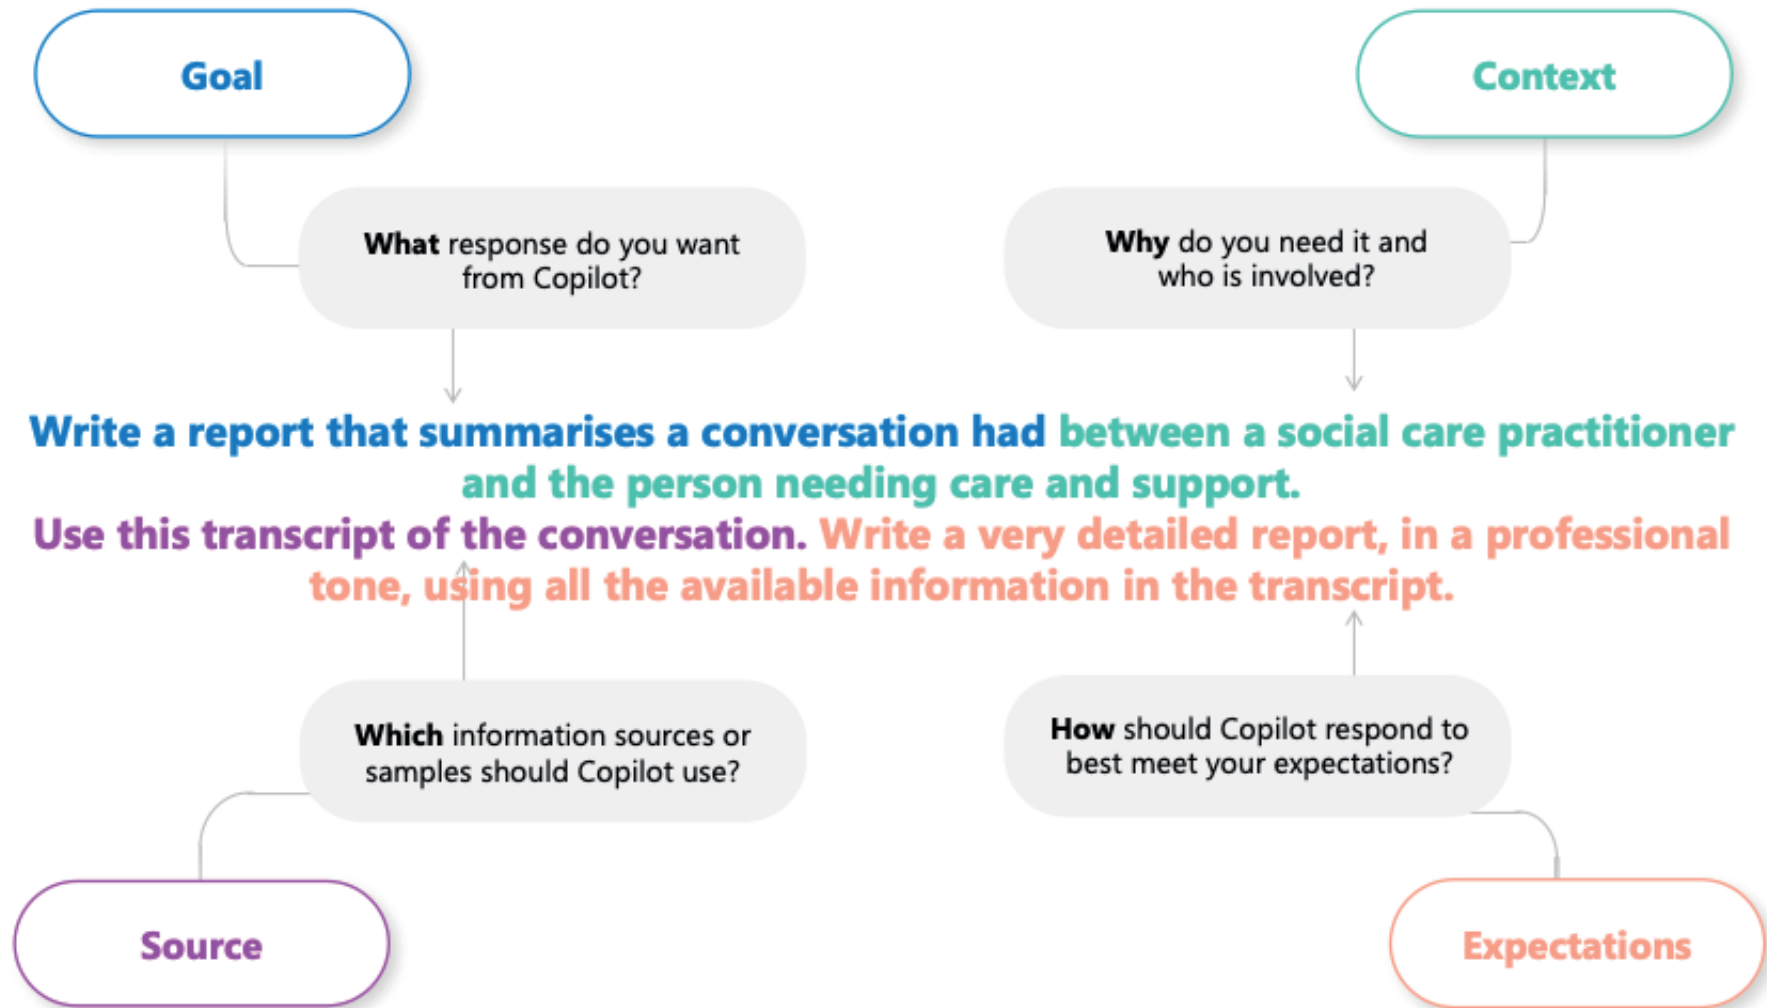 Goal
Context
What response do you want
from Copilot?
Why do you need it and
who is involved?
Write a report that summarises a conversation had between a social care practitioner
and the person needing care and support.
Use this transcript of the conversation. Write a very detailed report, in a professional
tone, using all the available information in the transcript.
Which information sources or
samples should Copilot use?
How should Copilot respond to
best meet your expectations?
Source
Expectations